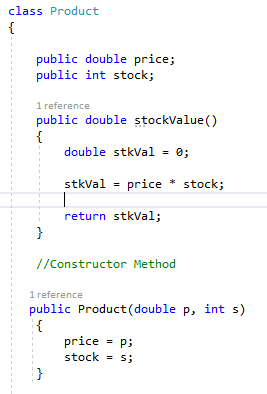 class Product
{
public double price;
public int stock;
1 reference
public double stockValue()
{
double stkVal = 0;
stkVal = price * stock;
return stkVal;
}
//Constructor Method
1 reference
public Product(double p, int s)
{
price = p;
stock = s;
}